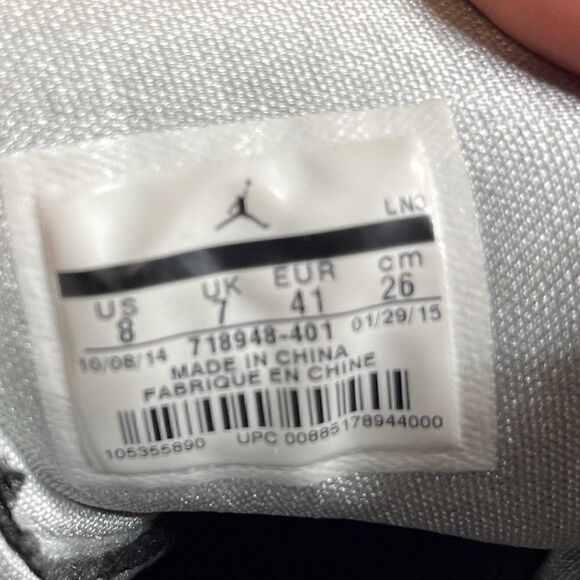 LN3
US UK EUR cm
8 7 41 26
10/08/14 718948-401 01/29/15
MADE IN CHINA
FABRIQUE EN CHINE
105355890 UPC 00885178944000